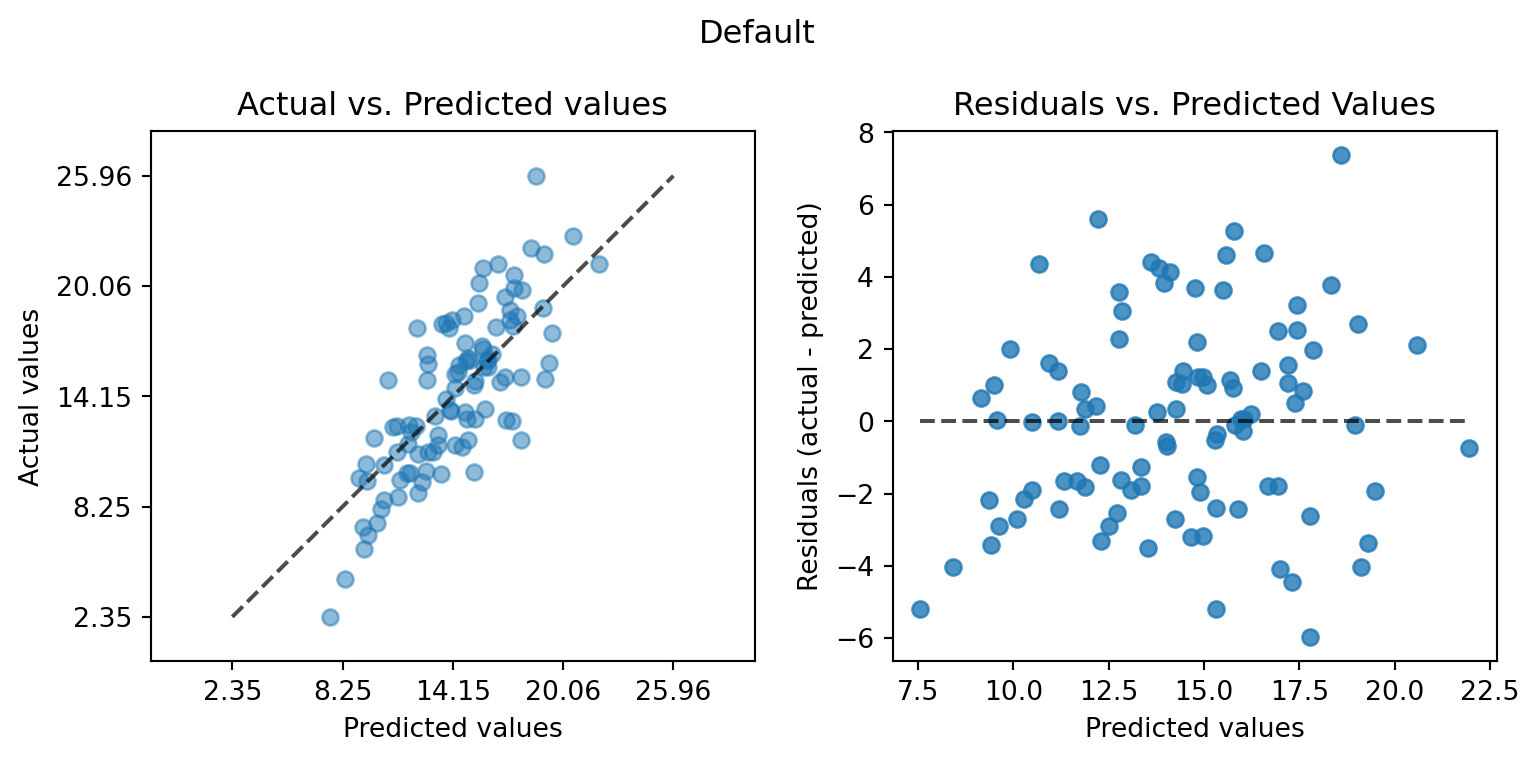 Default
Actual vs. Predicted values
Actual values
25.96
20.06
14.15
8.25
2.35
2.35 8.25 14.15 20.06 25.96
Predicted values
Residuals vs. Predicted Values
Residuals (actual - predicted)
8
6
4
2
0
−2
−4
−6
7.5 10.0 12.5 15.0 17.5 20.0 22.5
Predicted values